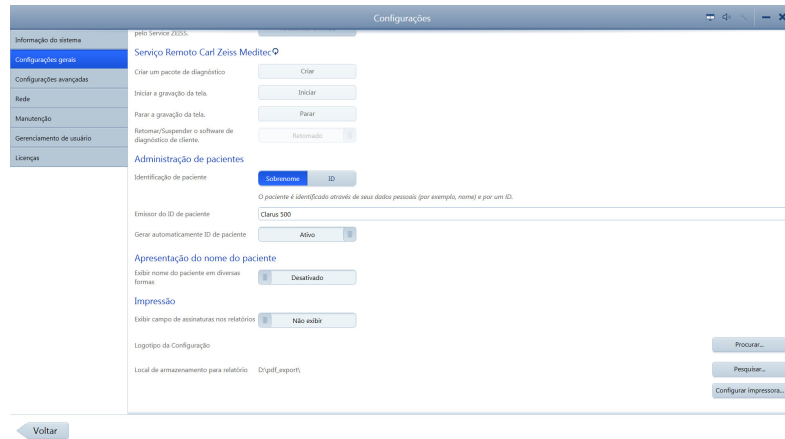 Configurações
Informação do sistema
Configurações gerais
Configurações avançadas
Rede
Manutenção
Gerenciamento de usuário
Licenças
pelo Service ZEISS.
Serviço Remoto Carl Zeiss Meditec
Criar um pacote de diagnóstico
Criar
Iniciar a gravação da tela.
Iniciar
Parar a gravação da tela.
Parar
Retomar/Suspender o software de
diagnóstico de cliente.
Retomado
Administração de pacientes
Identificação de paciente
Sobrenome
ID
O paciente é identificado através de seus dados pessoais (por exemplo, nome) e por um ID.
Emissor do ID de paciente
Clarus 500
Gerar automaticamente ID de paciente
Ativo
Apresentação do nome do paciente
Exibir nome do paciente em diversas
formas
Desativado
Impressão
Exibir campo de assinaturas nos relatórios
Não exibir
Logotipo da Configuração
Procurar...
Local de armazenamento para relatório
D:\pdf_export\
Pesquisar...
Configurar impressora...
Voltar